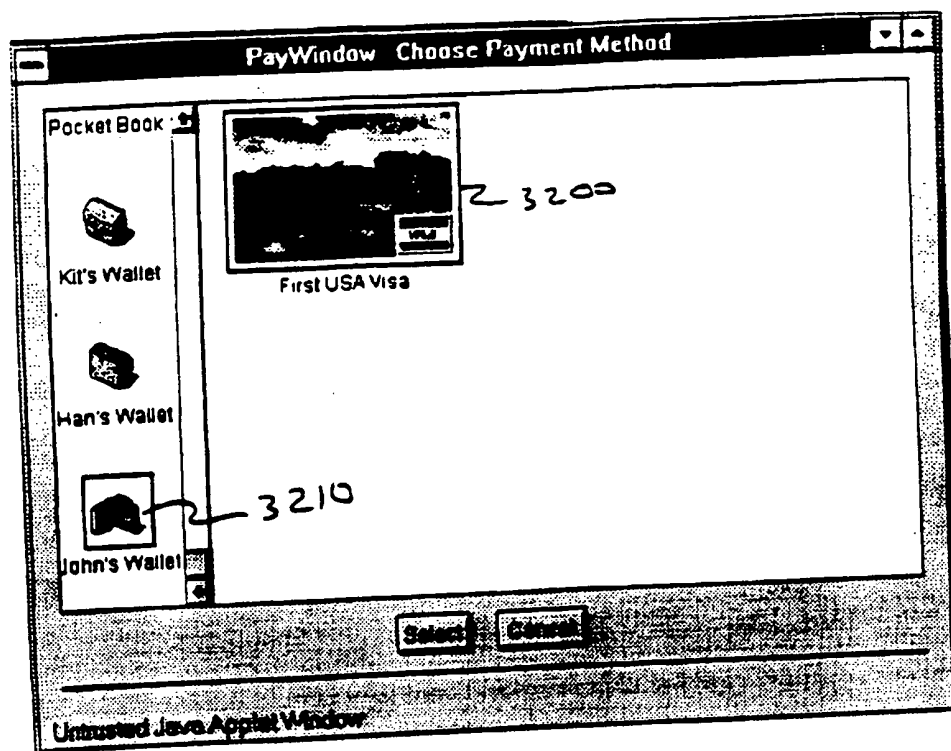 PayWindow Choose Payment Method
Pocket Book
Kit's Wallet
Han's Wallet
John's Wallet
First USA Visa
3200
3210
Select Cancel
Untrusted Java Applet Window